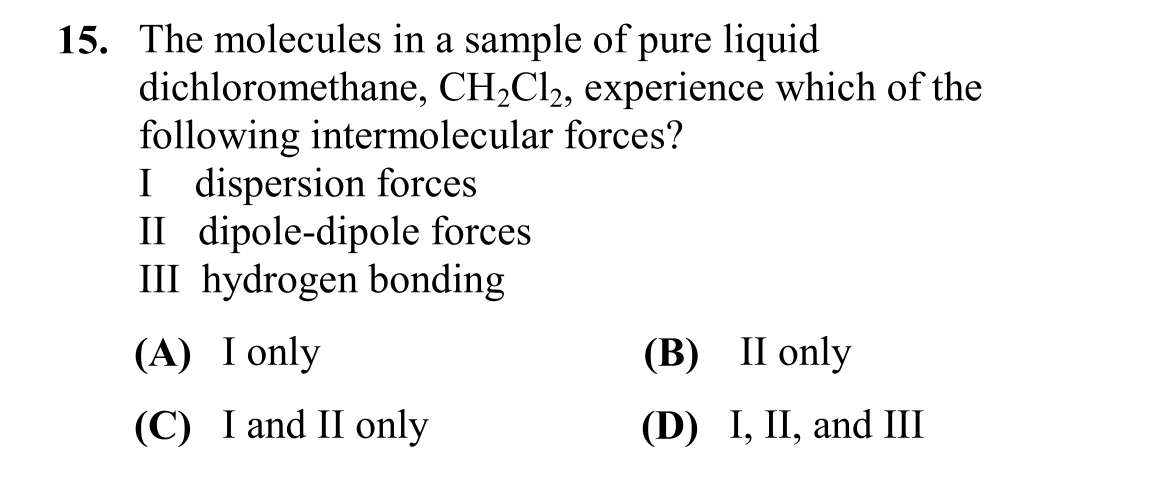 15. The molecules in a sample of pure liquid
dichloromethane, CH₂Cl₂, experience which of the
following intermolecular forces?
I dispersion forces
II dipole-dipole forces
III hydrogen bonding
(A) I only (B) II only
(C) I and II only (D) I, II, and III